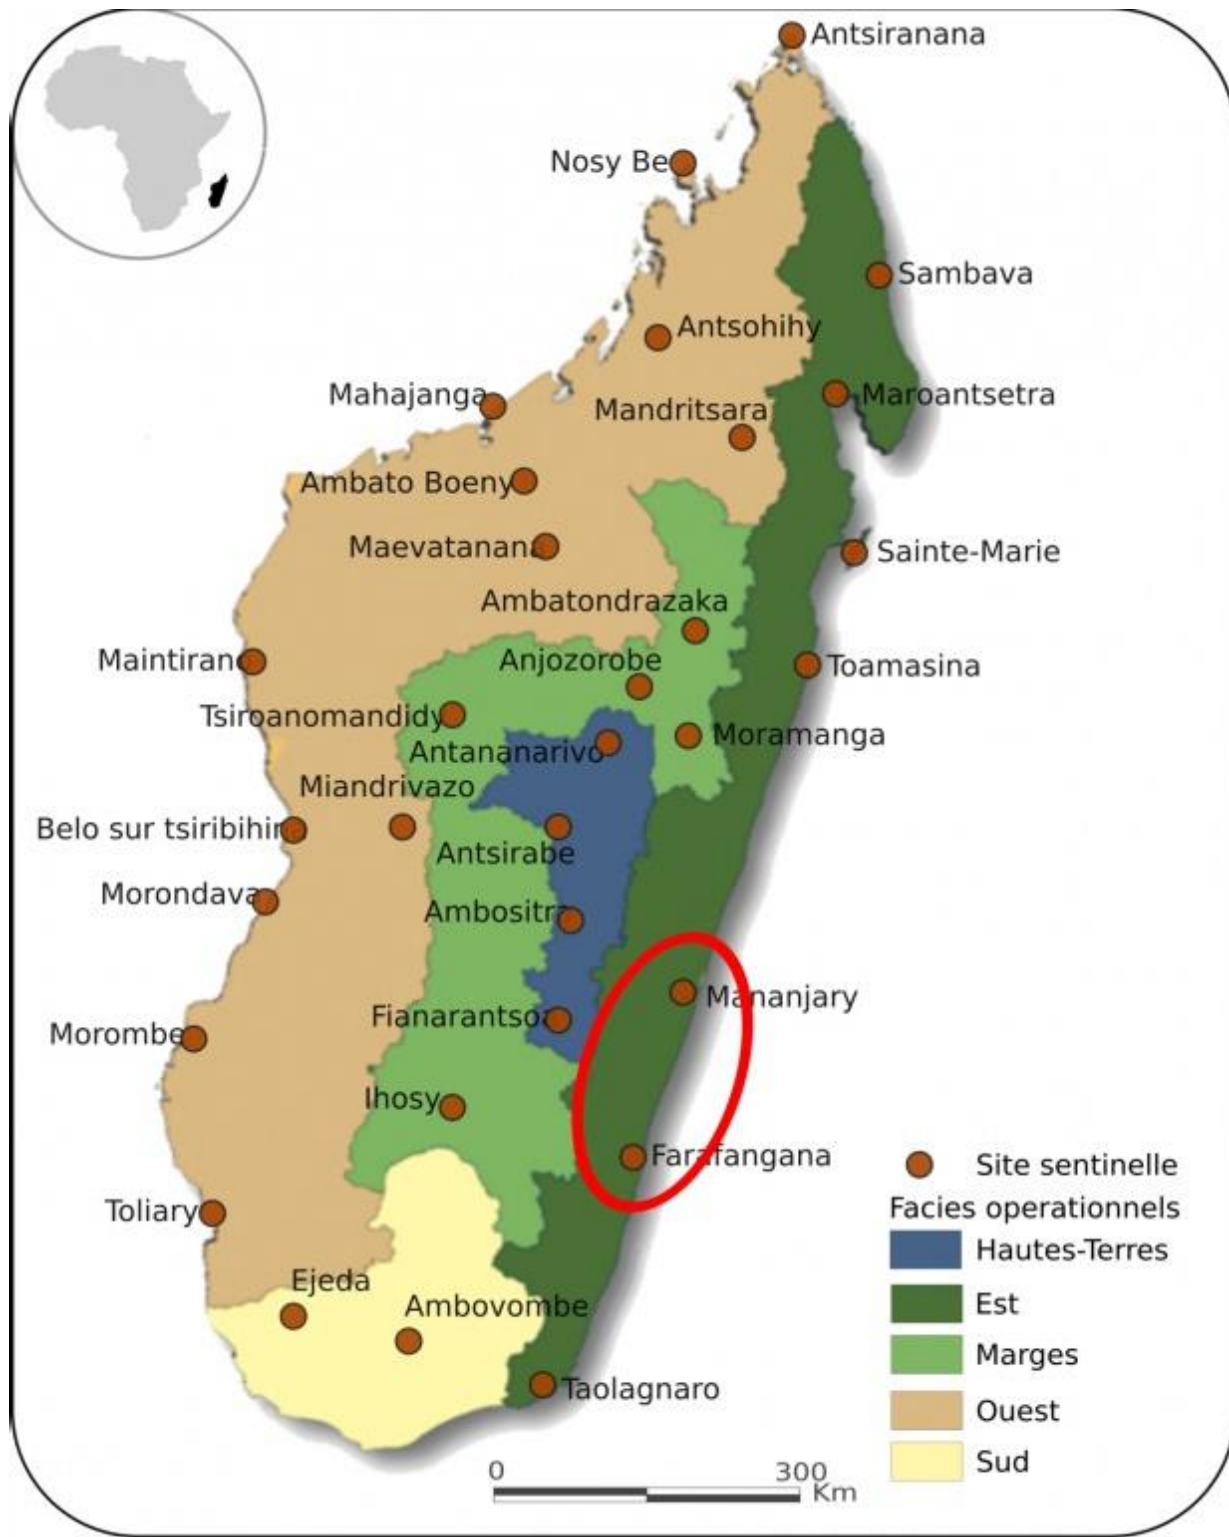 Antsiranana
Nosy Be
Sambava
Antsohihy
Mahajanga
Maroantsetra
Mandritsara
Ambato Boeny
Maevatanana
Sainte-Marie
Ambatondrazaka
Maintirano
Anjozorobe
Toamasina
Tsiroanomandidy
Moramanga
Antananarivo
Miandrivazo
Belo sur tsiribihin
Antsirabe
Morondava
Ambositra
Mananjary
Fianarantsoa
Morombe
Ihosy
Farafangana
Site sentinelle
Facies operationnels
Toliary
Hautes-Terres
Ejeda
Est
Ambovombe
Marges
Taolagnaro
Ouest
Sud
0 300
Km